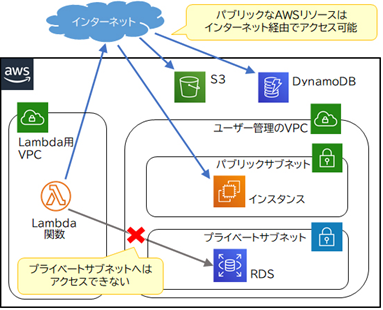 インターネット
パブリックなAWSリソースは
インターネット経由でアクセス可能
aws
S3
DynamoDB
Lambda用
VPC
ユーザー管理のVPC
パブリックサブネット
インスタンス
Lambda
関数
プライベートサブネット
RDS
プライベートサブネットへは
アクセスできない